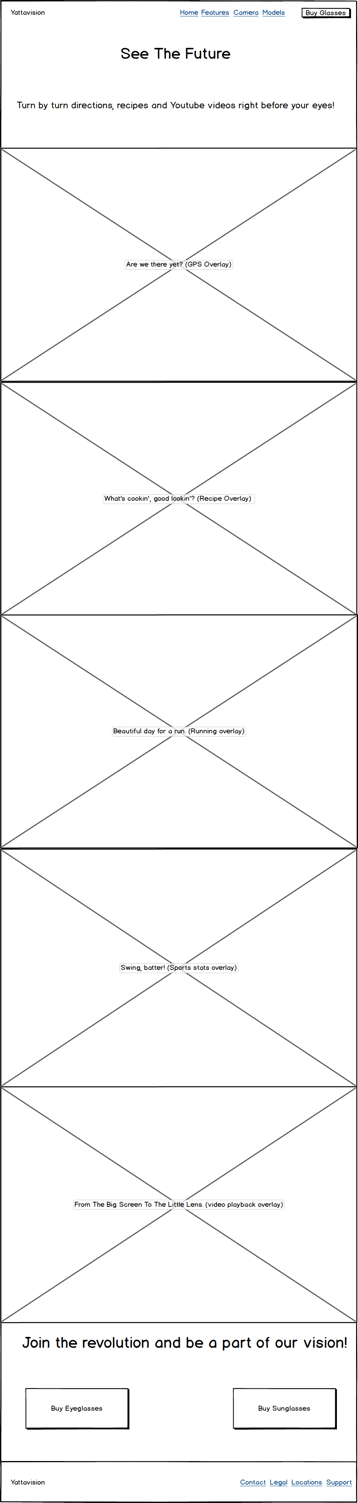 Yattavision Home Features Camera Models Buy Glasses
See The Future
Turn by turn directions, recipes and Youtube videos right before your eyes!
Are we there yet? (GPS Overlay)
What's cookin', good lookin'? (Recipe Overlay)
Beautiful day for a run. (Running overlay)
Swing, batter! (Sports stats overlay)
From The Big Screen To The Little Lens. (video playback overlay)
Join the revolution and be a part of our vision!
Buy Eyeglasses Buy Sunglasses
Yattavision Contact Legal Locations Support